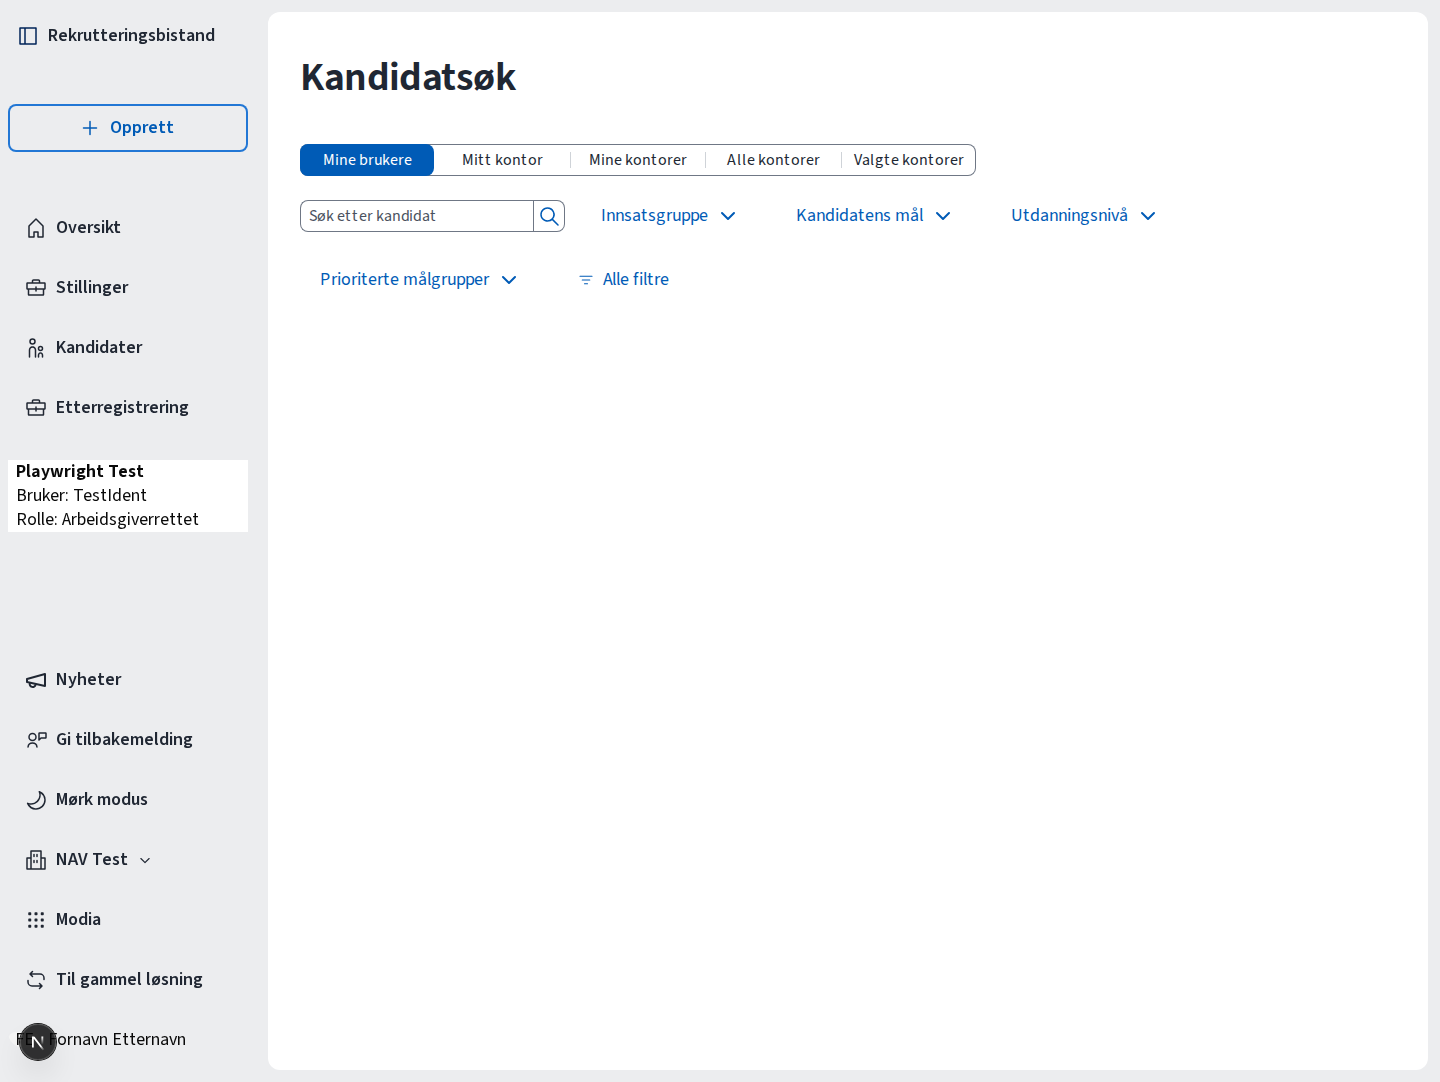 Rekrutteringsbistand
Opprett
Oversikt
Stillinger
Kandidater
Etterregistrering
Playwright Test
Bruker: TestIdent
Rolle: Arbeidsgiverrettet
Nyheter
Gi tilbakemelding
Mørk modus
NAV Test
Modia
Til gammel løsning
Fornavn Etternavn
Kandidatsøk
Mine brukere Mitt kontor Mine kontorer Alle kontorer Valgte kontorer
Søk etter kandidat Innsatsgruppe Kandidatens mål Utdanningsnivå
Prioriterte målgrupper Alle filtre